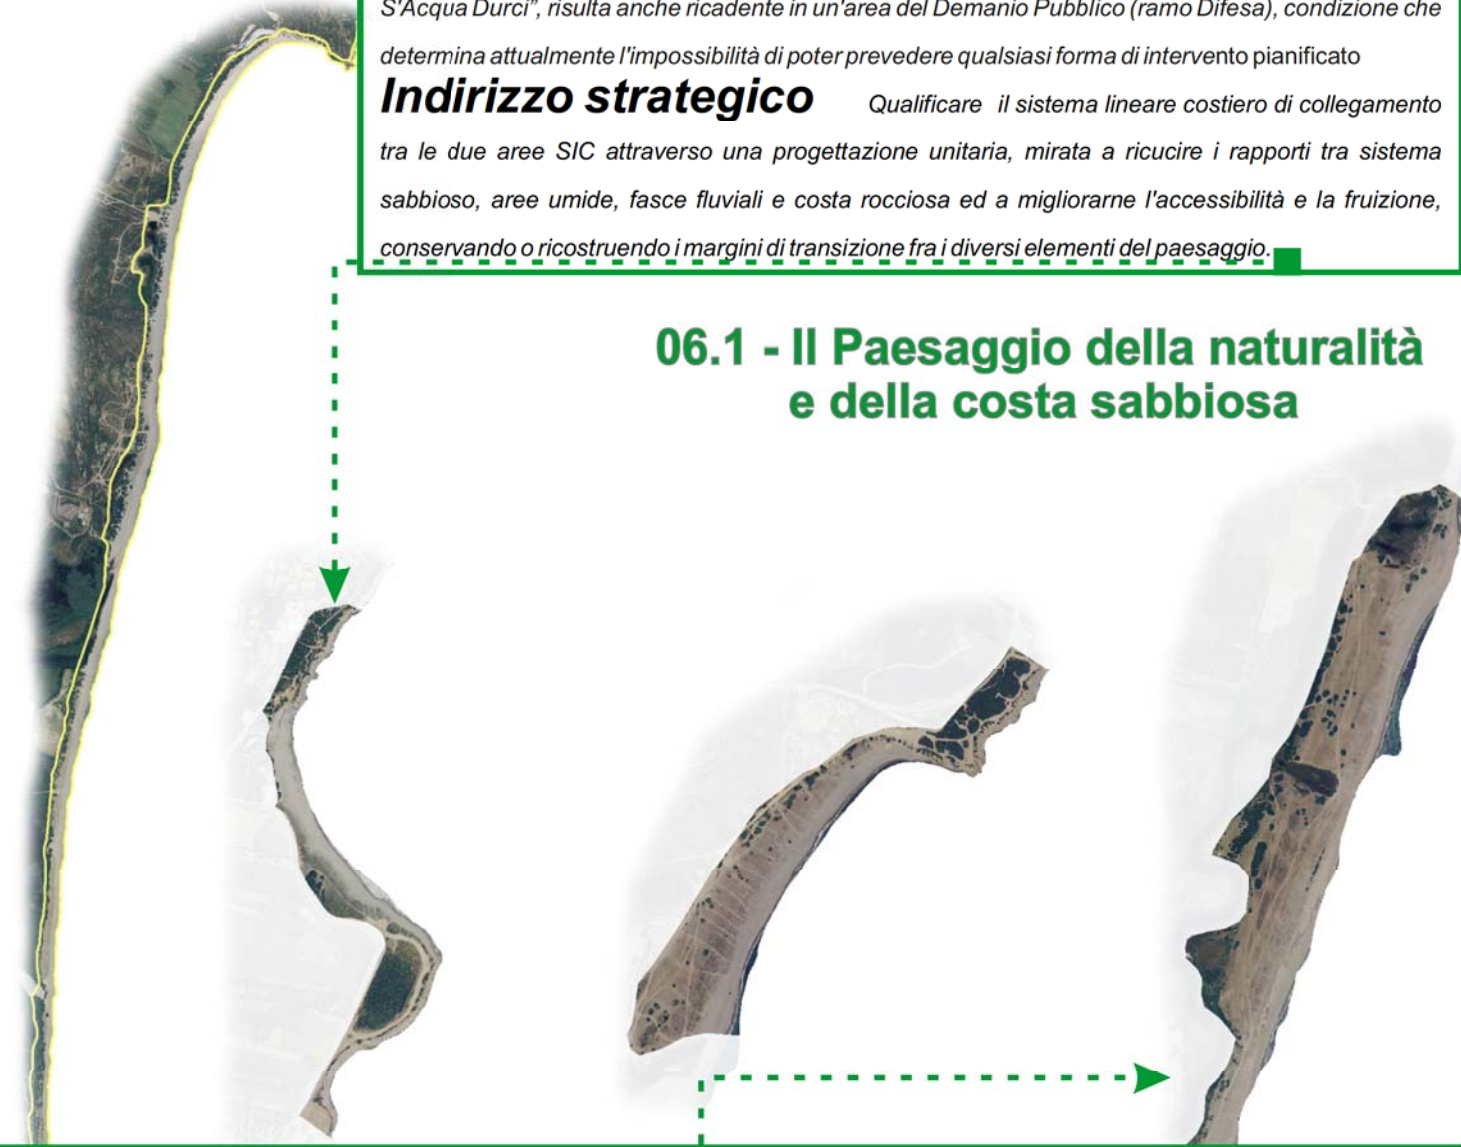 S'Acqua Durci”, risulta anche ricadente in un'area del Demanio Pubblico (ramo Difesa), condizione che
determina attualmente l'impossibilità di poter prevedere qualsiasi forma di intervento pianificato
Indirizzo strategico Qualificare il sistema lineare costiero di collegamento
tra le due aree SIC attraverso una progettazione unitaria, mirata a ricucire i rapporti tra sistema
sabbioso, aree umide, fasce fluviali e costa rocciosa ed a migliorarne l'accessibilità e la fruizione,
conservando o ricostruendo i margini di transizione fra i diversi elementi del paesaggio.
06.1 - Il Paesaggio della naturalità
e della costa sabbiosa